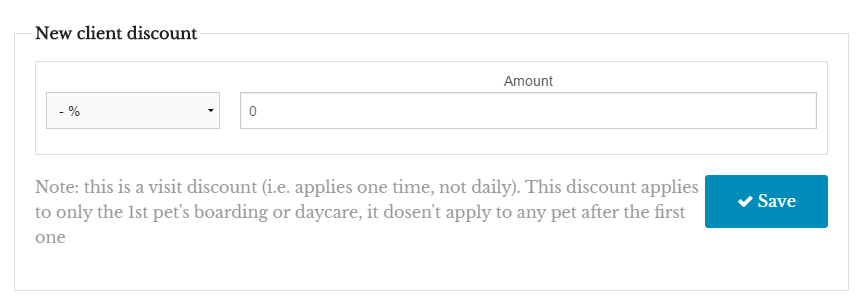 New client discount
Amount
- %
0
Note: this is a visit discount (i.e. applies one time, not daily). This discount applies
to only the 1st pet's boarding or daycare, it dosen't apply to any pet after the first
one
Save